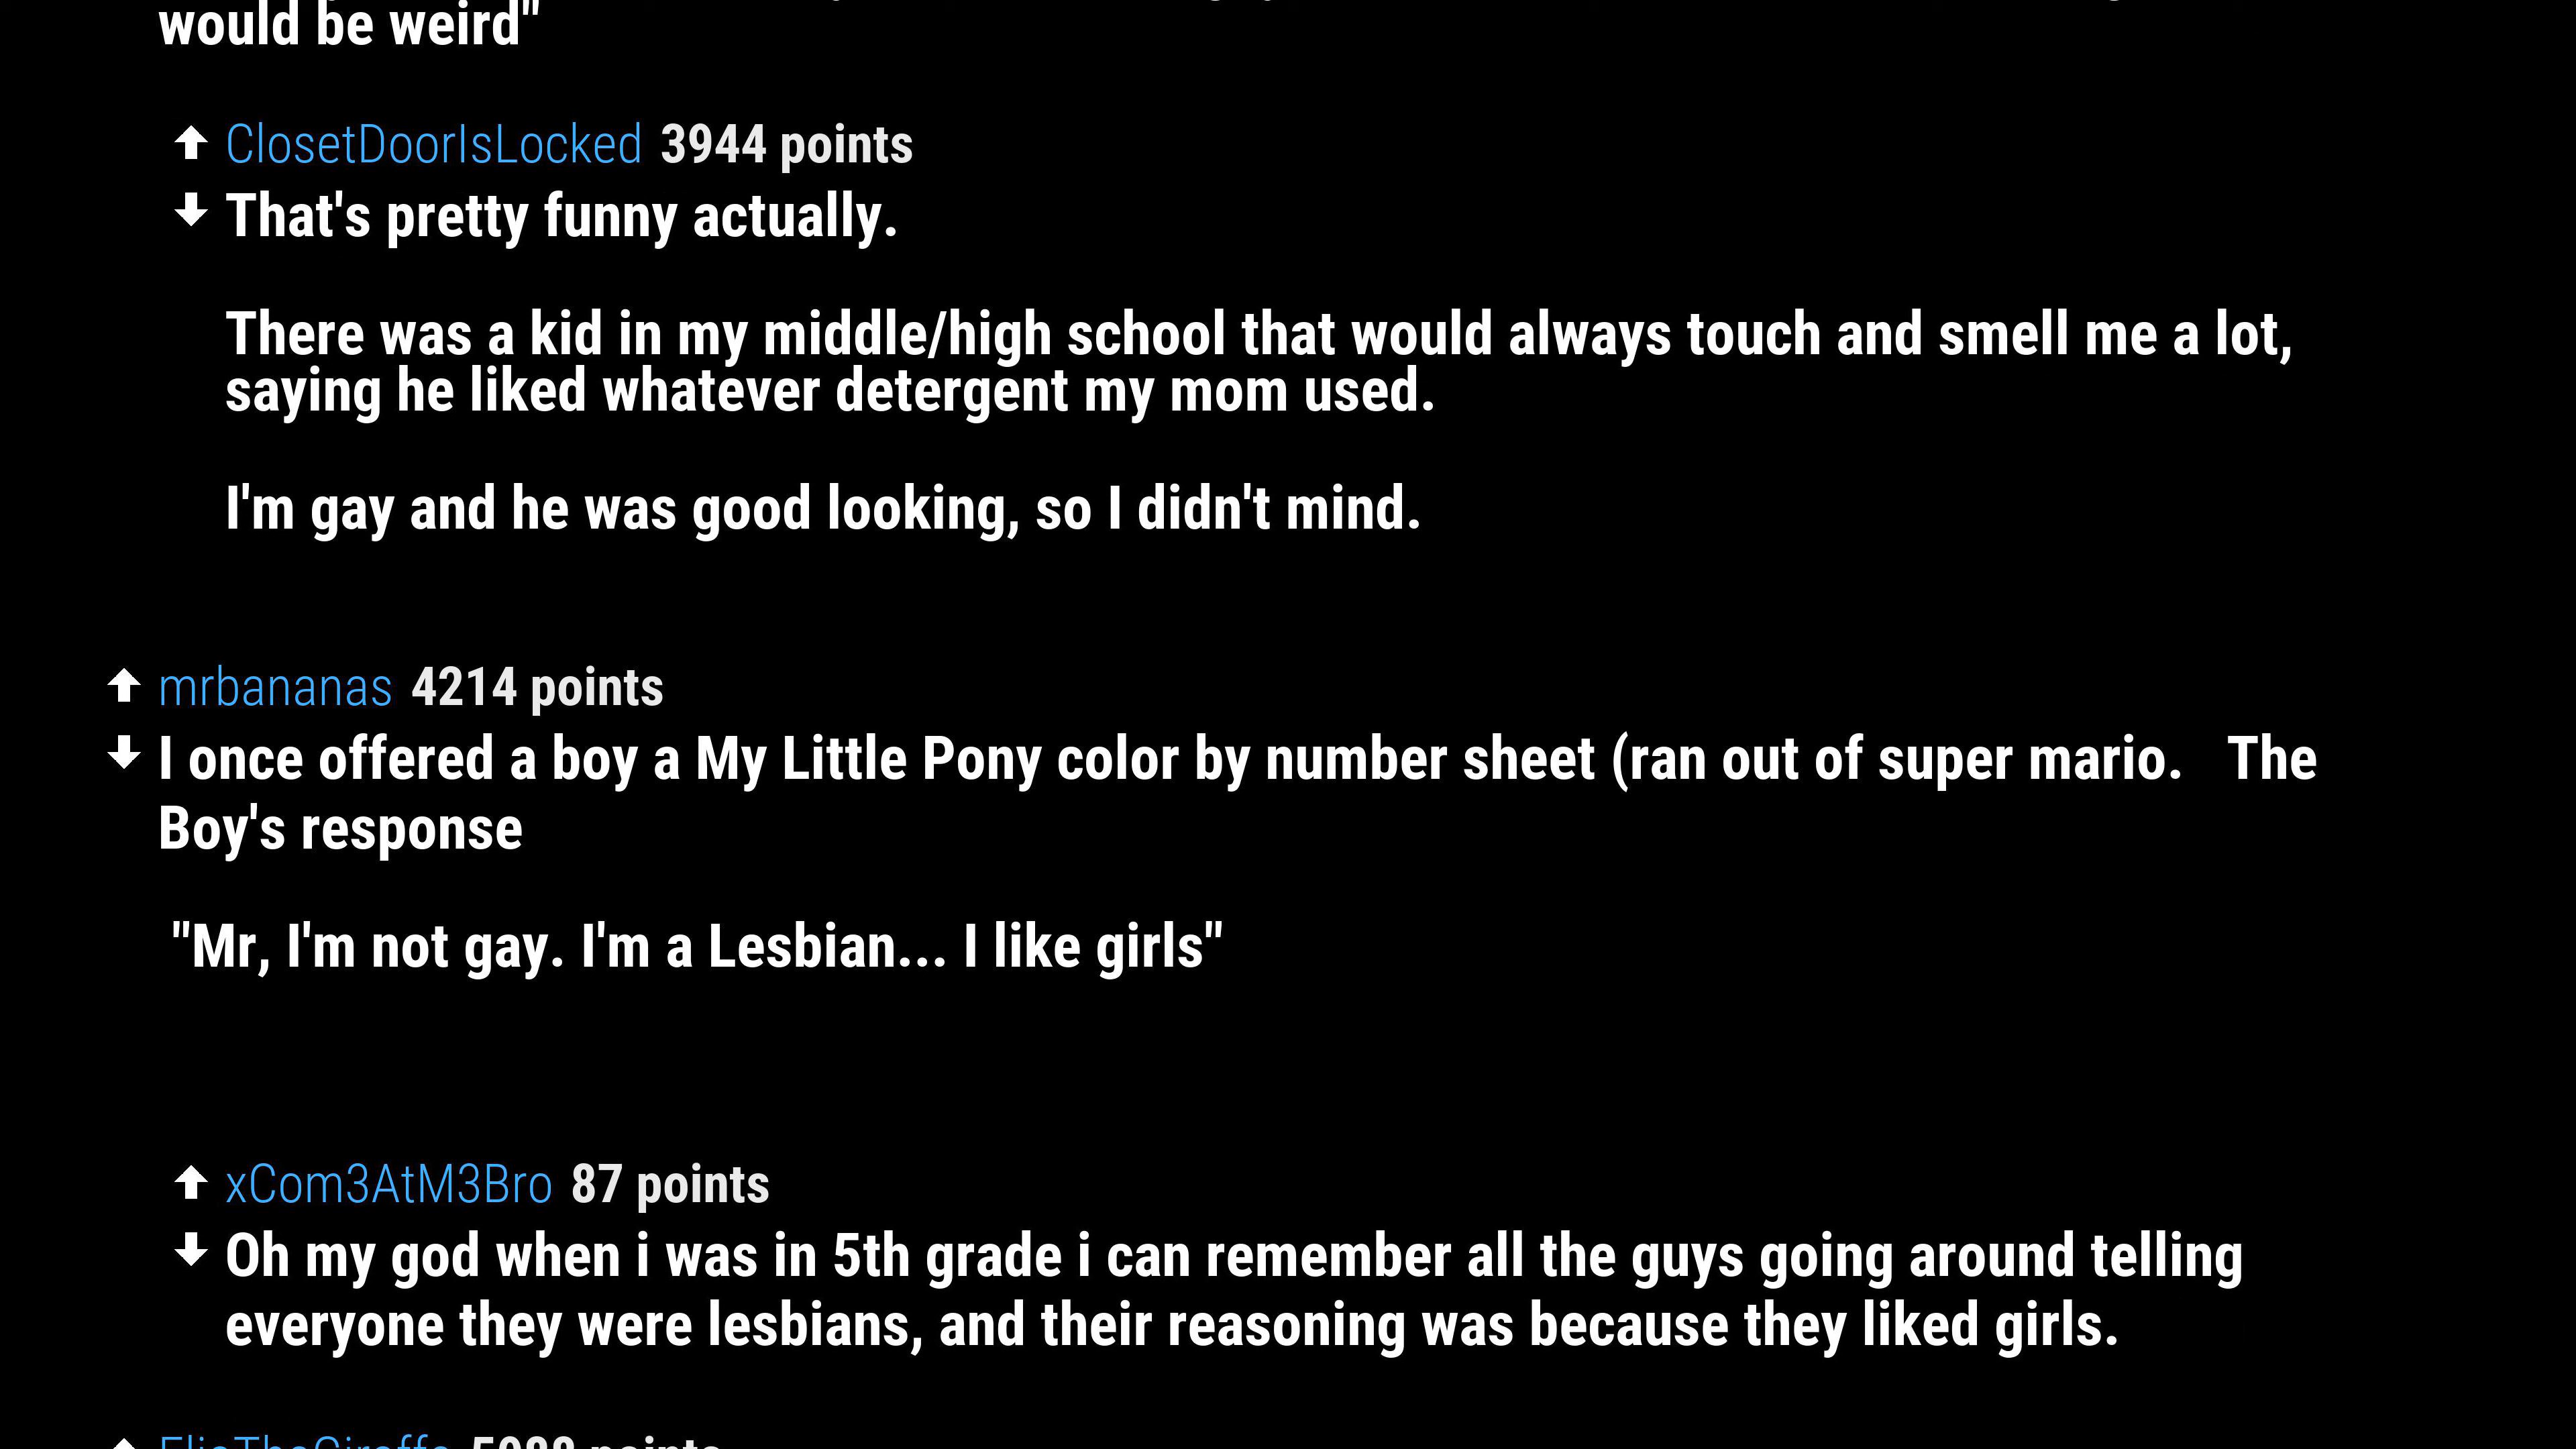 would be weird"
ClosetDoorIsLocked 3944 points
That's pretty funny actually.
There was a kid in my middle/high school that would always touch and smell me a lot,
saying he liked whatever detergent my mom used.
I'm gay and he was good looking, so I didn't mind.
mrbananas 4214 points
I once offered a boy a My Little Pony color by number sheet (ran out of super mario.   The
Boy's response
"Mr, I'm not gay. I'm a Lesbian... I like girls"
xCom3AtM3Bro 87 points
Oh my god when i was in 5th grade i can remember all the guys going around telling
everyone they were lesbians, and their reasoning was because they liked girls.
points